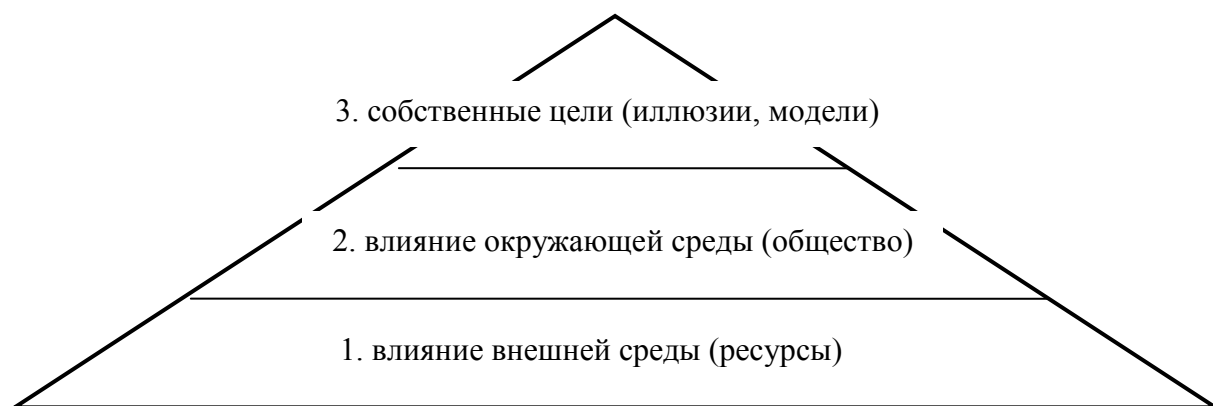 3. собственные цели (иллюзии, модели)
2. влияние окружающей среды (общество)
1. влияние внешней среды (ресурсы)